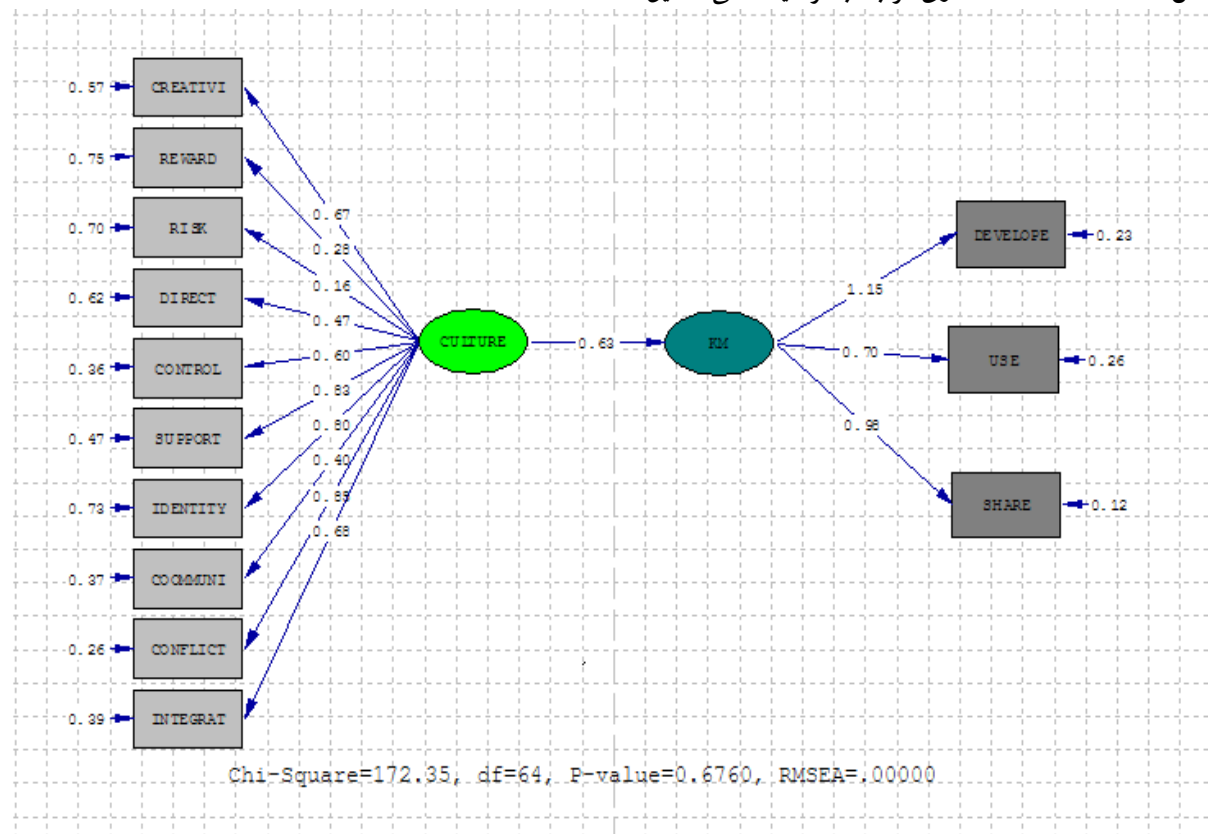 0.57 CREATIVI
0.75 REWARD
0.70 RISK
0.62 DIRECT
0.36 CONTROL
0.47 SUPPORT
0.73 IDENTITY
0.37 COOMMUNI
0.26 CONFLICT
0.39 INTEGRAT
0.67
0.28
0.16
0.47
0.60
0.83
0.80
0.40
0.85
0.68
CULTURE
0.63
KM
1.15
0.70
0.98
DEVELOPE 0.23
USE 0.26
SHARE 0.12
Chi-Square=172.35, df=64, P-value=0.6760, RMSEA=.00000